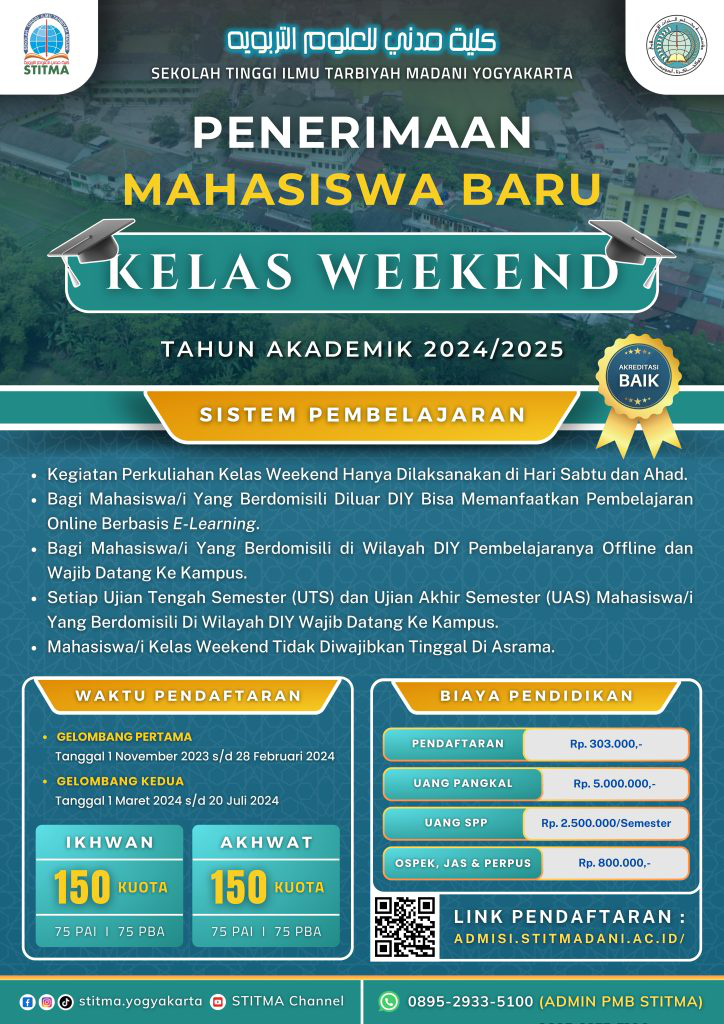 STITMA
كلية مدني للعلوم التربوية
SEKOLAH TINGGI ILMU TARBIYAH MADANI YOGYAKARTA
PENERIMAAN
MAHASISWA BARU
KELAS WEEKEND
TAHUN AKADEMIK 2024/2025
AKREDITASI
BAIK
SISTEM PEMBELAJARAN
• Kegiatan Perkuliahan Kelas Weekend Hanya Dilaksanakan di Hari Sabtu dan Ahad.
• Bagi Mahasiswa/i Yang Berdomisili Diluar DIY Bisa Memanfaatkan Pembelajaran
Online Berbasis E-Learning.
• Bagi Mahasiswa/i Yang Berdomisili di Wilayah DIY Pembelajaranya Offline dan
Wajib Datang Ke Kampus.
• Setiap Ujian Tengah Semester (UTS) dan Ujian Akhir Semester (UAS) Mahasiswa/i
Yang Berdomisili Di Wilayah DIY Wajib Datang Ke Kampus.
• Mahasiswa/i Kelas Weekend Tidak Diwajibkan Tinggal Di Asrama.
WAKTU PENDAFTARAN
• GELOMBANG PERTAMA
Tanggal 1 November 2023 s/d 28 Februari 2024
• GELOMBANG KEDUA
Tanggal 1 Maret 2024 s/d 20 Juli 2024
IKHWAN
150 KUOTA
75 PAI I 75 PBA
AKHWAT
150 KUOTA
75 PAI I 75 PBA
BIAYA PENDIDIKAN
PENDAFTARAN Rp. 303.000,-
UANG PANGKAL Rp. 5.000.000,-
UANG SPP Rp. 2.500.000/Semester
OSPEK, JAS & PERPUS Rp. 800.000,-
LINK PENDAFTARAN :
ADMISI.STITMADANI.AC.ID/
stitma.yogyakarta STITMA Channel
0895-2933-5100 (ADMIN PMB STITMA)